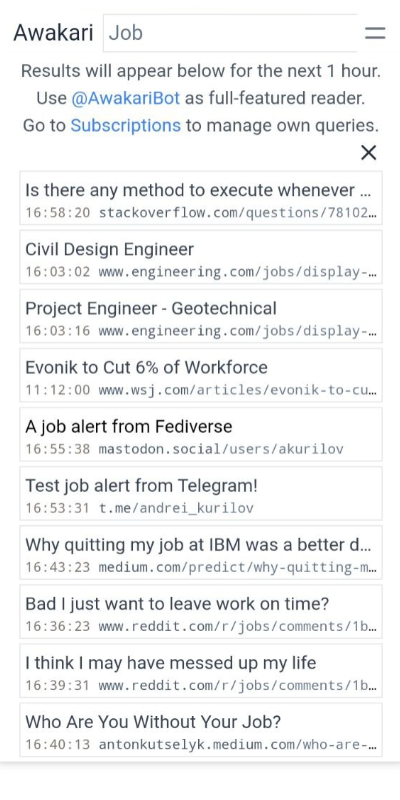 Awakari Job
Results will appear below for the next 1 hour.
Use @AwakariBot as full-featured reader.
Go to Subscriptions to manage own queries.
Is there any method to execute whenever ...
16:58:20 stackoverflow.com/questions/78102…
Civil Design Engineer
16:03:02 www.engineering.com/jobs/display-…
Project Engineer - Geotechnical
16:03:16 www.engineering.com/jobs/display-…
Evonik to Cut 6% of Workforce
11:12:00 www.wsj.com/articles/evonik-to-cu…
A job alert from Fediverse
16:55:38 mastodon.social/users/akurilov
Test job alert from Telegram!
16:53:31 t.me/andrei_kurilov
Why quitting my job at IBM was a better d...
16:43:23 medium.com/predict/why-quitting-m…
Bad I just want to leave work on time?
16:36:23 www.reddit.com/r/jobs/comments/1b…
I think I may have messed up my life
16:39:31 www.reddit.com/r/jobs/comments/1b…
Who Are You Without Your Job?
16:40:13 antonkutselyk.medium.com/who-are-…